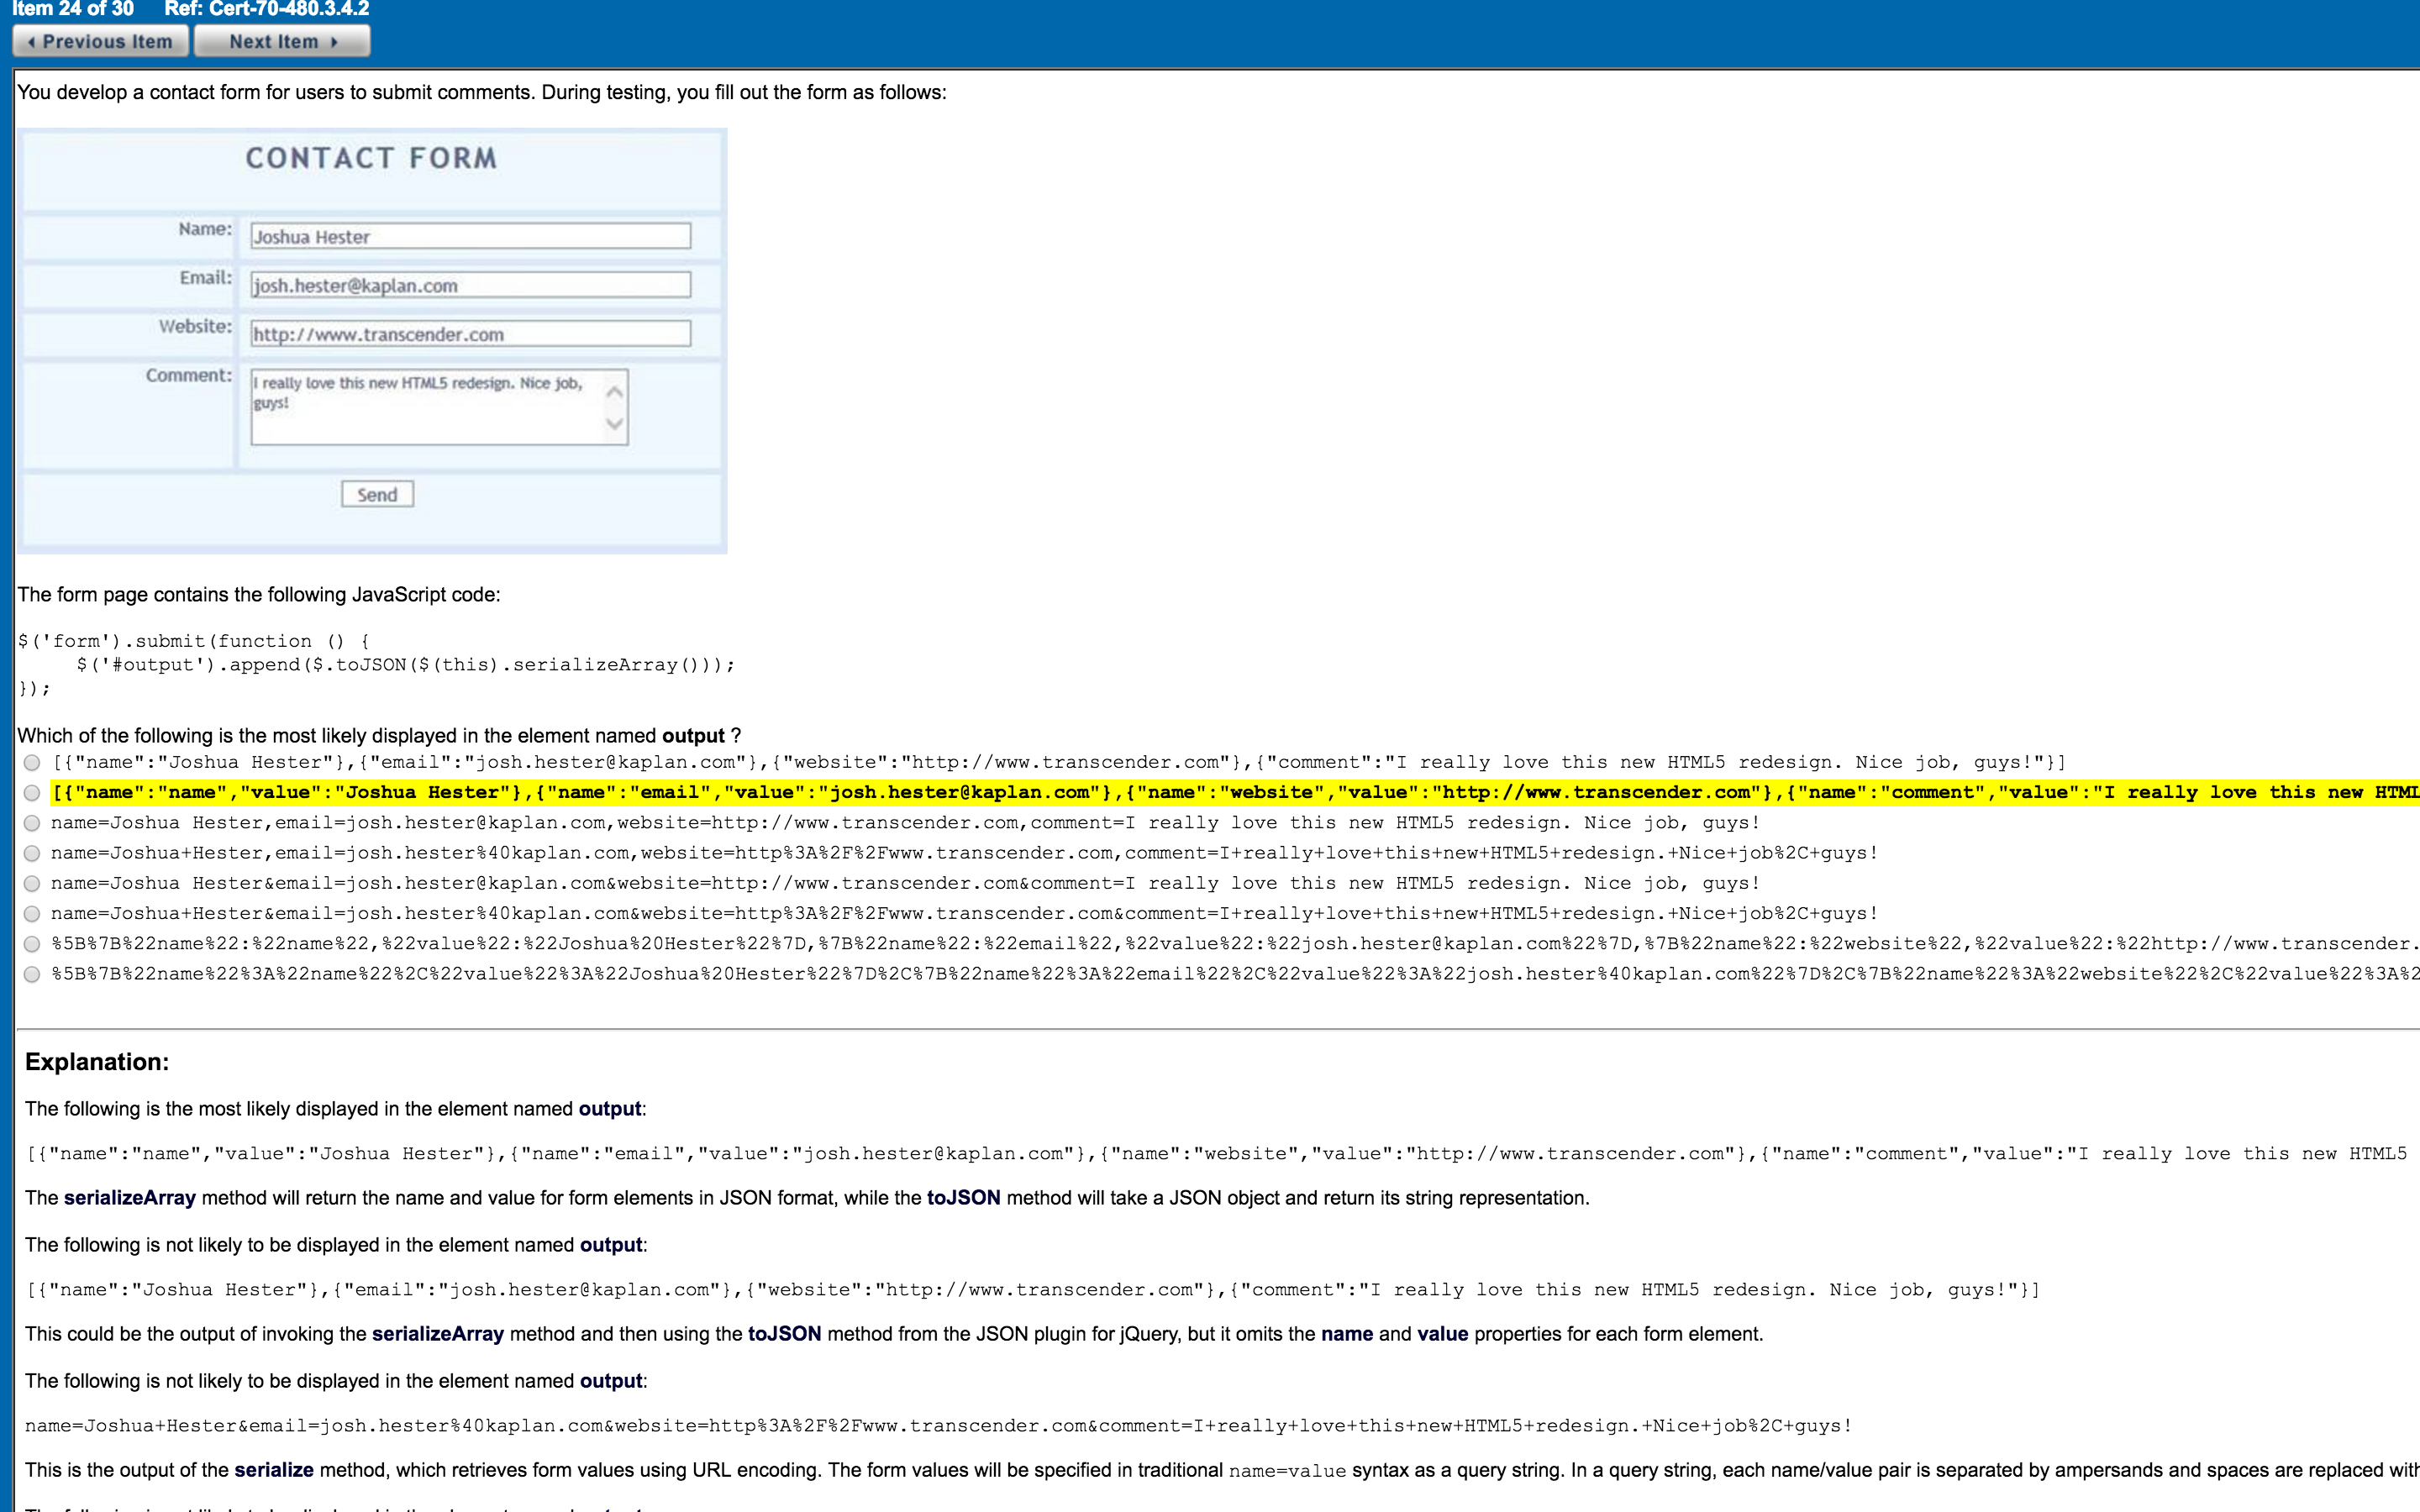 Item 24 of 30 Ref: Cert-70-480.3.4.2
Previous Item Next Item
You develop a contact form for users to submit comments. During testing, you fill out the form as follows:
CONTACT FORM
Name: Joshua Hester
Email: josh.hester@kaplan.com
Website: http://www.transcender.com
Comment: I really love this new HTML5 redesign. Nice job,
guys!
Send
The form page contains the following JavaScript code:
$('form').submit(function () {
$('#output').append($.toJSON($(this).serializeArray()));
});
Which of the following is the most likely displayed in the element named output ?
[{"name":"Joshua Hester"},{"email":"josh.hester@kaplan.com"},{"website":"http://www.transcender.com"},{"comment":"I really love this new HTML5 redesign. Nice job, guys!"}]
[{"name":"name","value":"Joshua Hester"},{"name":"email","value":"josh.hester@kaplan.com"},{"name":"website","value":"http://www.transcender.com"},{"name":"comment","value":"I really love this new HTML
name=Joshua Hester,email=josh.hester@kaplan.com,website=http://www.transcender.com,comment=I really love this new HTML5 redesign. Nice job, guys!
name=Joshua+Hester,email=josh.hester%40kaplan.com,website=http%3A%2F%2Fwww.transcender.com,comment=I+really+love+this+new+HTML5+redesign.+Nice+job%2C+guys!
name=Joshua Hester&email=josh.hester@kaplan.com&website=http://www.transcender.com&comment=I really love this new HTML5 redesign. Nice job, guys!
name=Joshua+Hester&email=josh.hester%40kaplan.com&website=http%3A%2F%2Fwww.transcender.com&comment=I+really+love+this+new+HTML5+redesign.+Nice+job%2C+guys!
%5B%7B%22name%22:%22name%22,%22value%22:%22Joshua%20Hester%22%7D,%7B%22name%22:%22email%22,%22value%22:%22josh.hester@kaplan.com%22%7D,%7B%22name%22:%22website%22,%22value%22:%22http://www.transcender.
%5B%7B%22name%22%3A%22name%22%2C%22value%22%3A%22Joshua%20Hester%22%7D%2C%7B%22name%22%3A%22email%22%2C%22value%22%3A%22josh.hester%40kaplan.com%22%7D%2C%7B%22name%22%3A%22website%22%2C%22value%22%3A%2
Explanation:
The following is the most likely displayed in the element named output:
[{"name":"name","value":"Joshua Hester"},{"name":"email","value":"josh.hester@kaplan.com"},{"name":"website","value":"http://www.transcender.com"},{"name":"comment","value":"I really love this new HTML5
The serializeArray method will return the name and value for form elements in JSON format, while the toJSON method will take a JSON object and return its string representation.
The following is not likely to be displayed in the element named output:
[{"name":"Joshua Hester"},{"email":"josh.hester@kaplan.com"},{"website":"http://www.transcender.com"},{"comment":"I really love this new HTML5 redesign. Nice job, guys!"}]
This could be the output of invoking the serializeArray method and then using the toJSON method from the JSON plugin for jQuery, but it omits the name and value properties for each form element.
The following is not likely to be displayed in the element named output:
name=Joshua+Hester&email=josh.hester%40kaplan.com&website=http%3A%2F%2Fwww.transcender.com&comment=I+really+love+this+new+HTML5+redesign.+Nice+job%2C+guys!
This is the output of the serialize method, which retrieves form values using URL encoding. The form values will be specified in traditional name=value syntax as a query string. In a query string, each name/value pair is separated by ampersands and spaces are replaced with